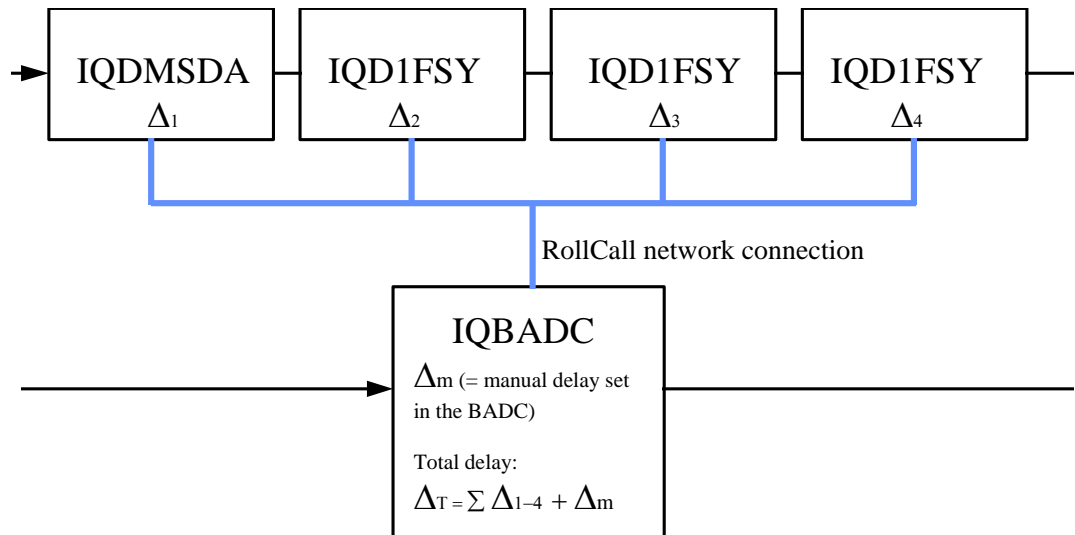 IQDMSDA
Δ1
IQD1FSY
Δ2
IQD1FSY
Δ3
IQD1FSY
Δ4
RollCall network connection
IQBADC
Δm (= manual delay set
in the BADC)
Total delay:
ΔT = ∑ Δ1–4 + Δm